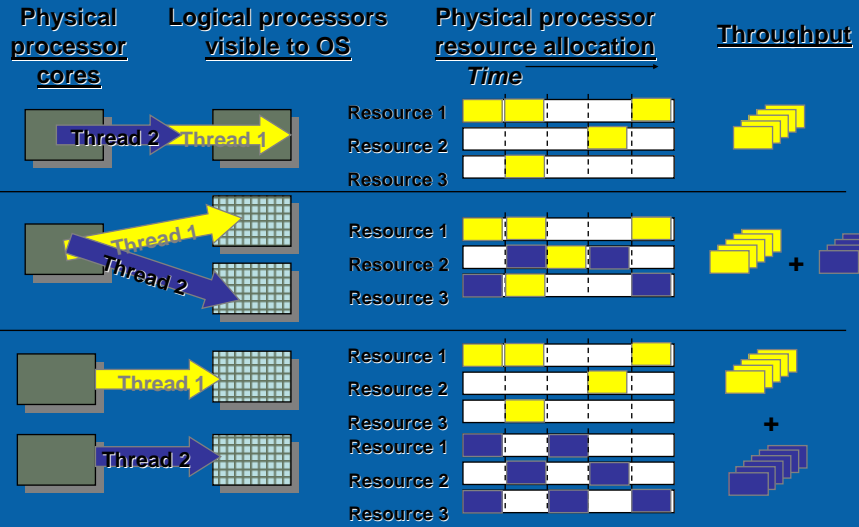 Physical
processor
cores
Logical processors
visible to OS
Physical processor
resource allocation
Throughput
Time
Thread 2
Thread 1
Resource 1
Resource 2
Resource 3
Thread 1
Thread 2
Resource 1
Resource 2
Resource 3
+
Thread 1
Thread 2
Resource 1
Resource 2
Resource 3
Resource 1
Resource 2
Resource 3
+